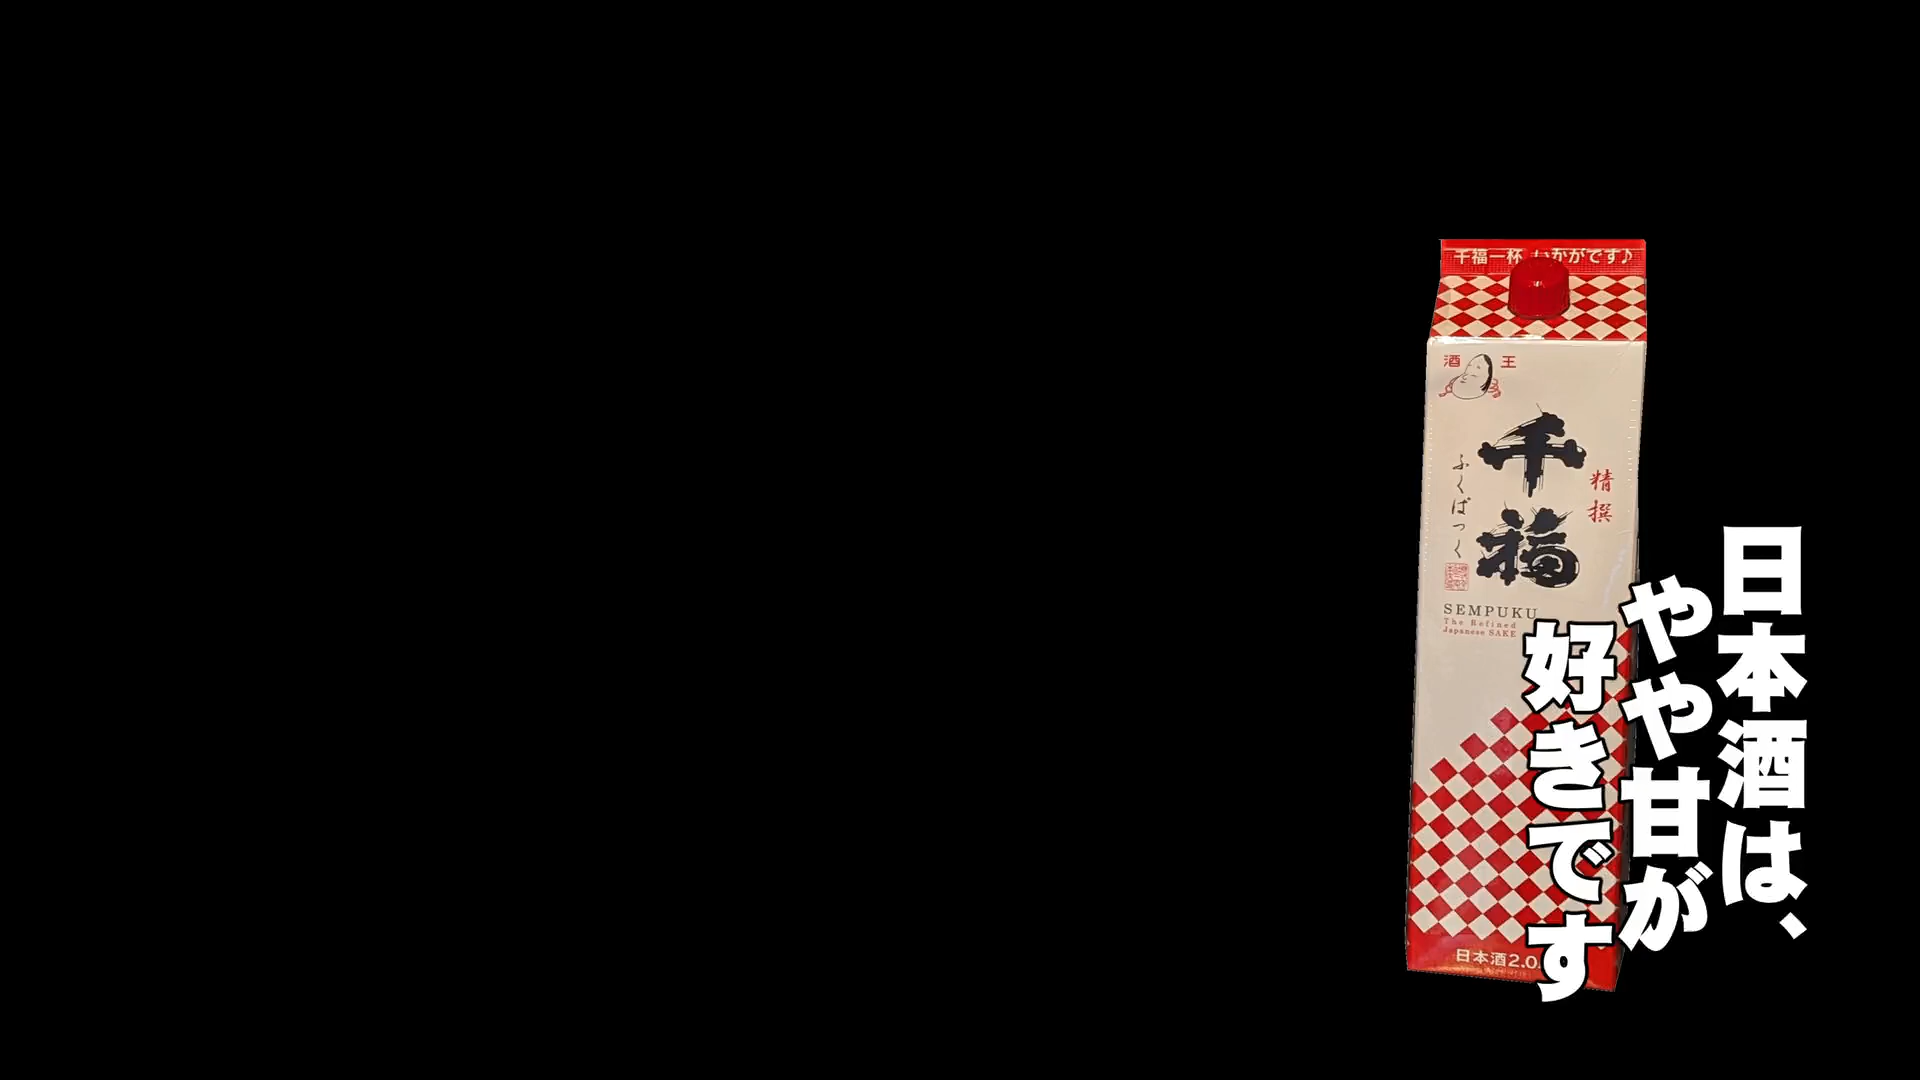 千福一杯いかがです♪
酒 王
千福
精撰
ふくぱっく
SEMPUKU
The Refined
Japanese SAKE
日本酒2.0
日本酒は、
やや甘が
好きです